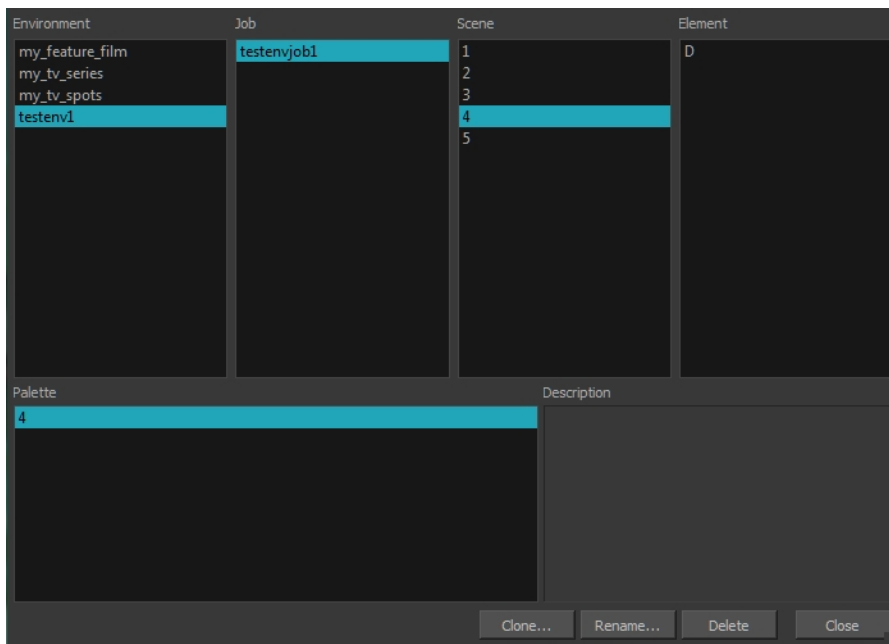 Environment Job Scene Element
my_feature_film testenvjob1 1 D
my_tv_series 2
my_tv_spots 3
testenv1 4
5
Palette Description
4
Clone... Rename... Delete Close